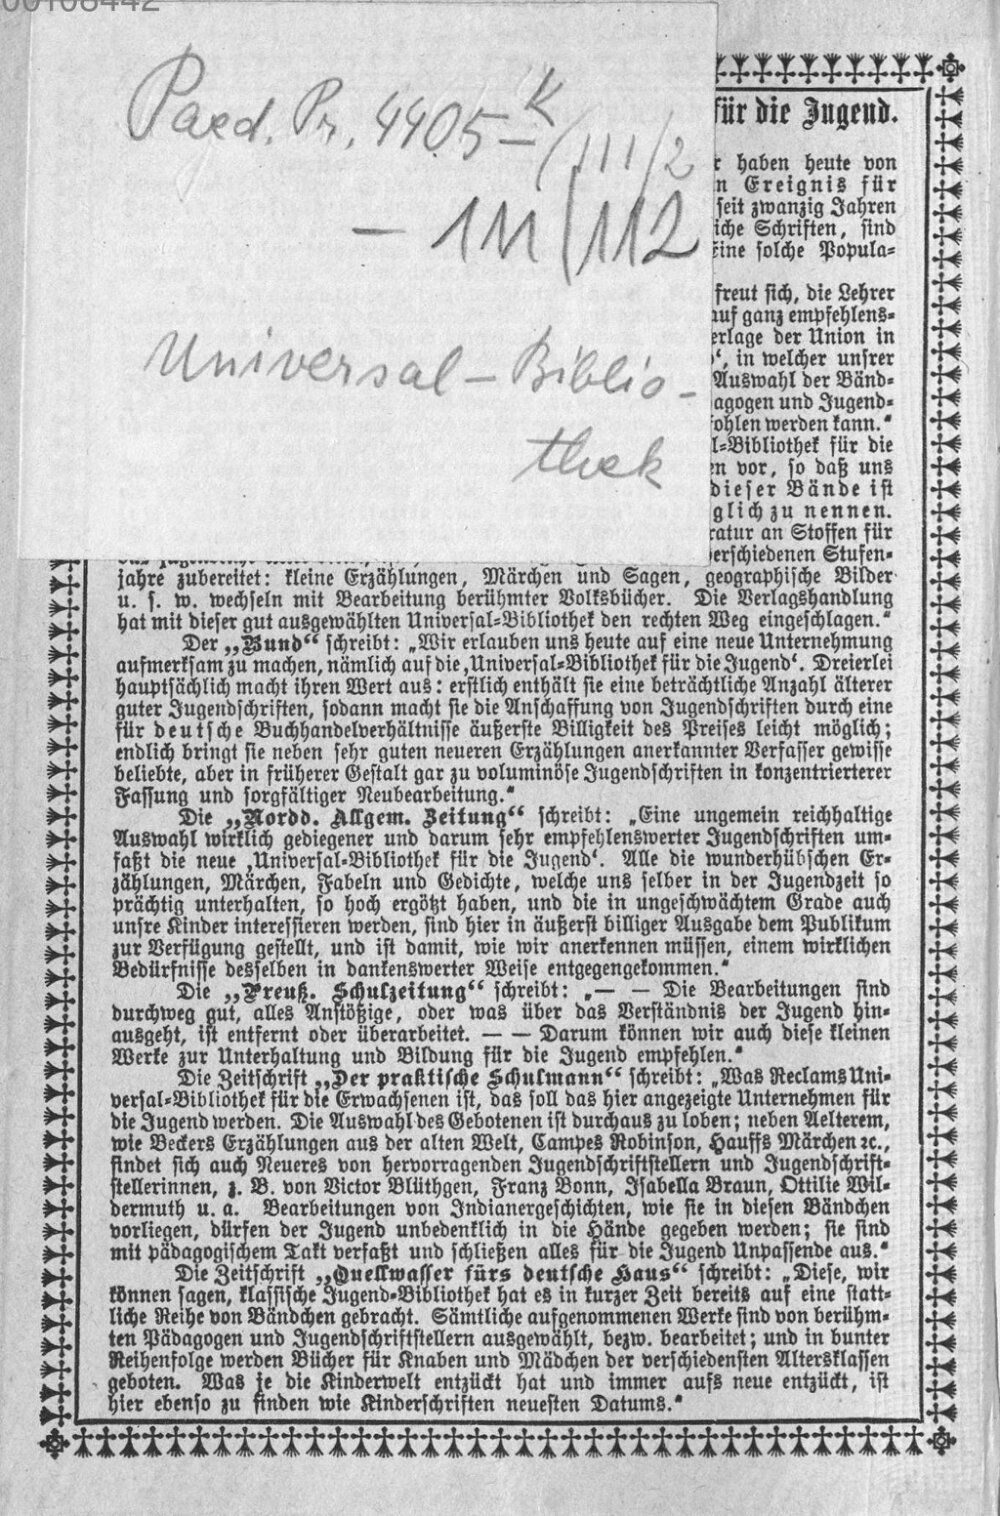 00108442
Paed. Pr. 4405-K/111/2
- 111/112
Universal-Biblio-
thek
für die Jugend.
haben heute von
Ereignis für
seit zwanzig Jahren
Schriften, sind
Eine solche Popula-
freut sich, die Lehrer
auf ganz empfehlens-
der Union in
in welcher unsrer
Auswahl der Bänd-
und Jugend-
werden kann."
Bibliothek für die
vor, so daß uns
dieser Bände ist
zu nennen.
an Stoffen für
verschiedenen Stufen-
jahre zubereitet: kleine Erzählungen, Märchen und Sagen, geographische Bilder
u. s. w. wechseln mit Bearbeitung berühmter Volksbücher. Die Verlagshandlung
hat mit dieser gut ausgewählten Universal-Bibliothek den rechten Weg eingeschlagen."
Der „Bund“ schreibt: „Wir erlauben uns heute auf eine neue Unternehmung
aufmerksam zu machen, nämlich auf die ‚Universal-Bibliothek für die Jugend‘. Dreierlei
hauptsächlich macht ihren Wert aus: erstlich enthält sie eine beträchtliche Anzahl älterer
guter Jugendschriften, sodann macht sie die Anschaffung von Jugendschriften durch eine
für deutsche Buchhandelverhältnisse äußerste Billigkeit des Preises leicht möglich;
endlich bringt sie neben sehr guten neueren Erzählungen anerkannter Verfasser gewisse
beliebte, aber in früherer Gestalt gar zu voluminöse Jugendschriften in konzentrierterer
Fassung und sorgfältiger Neubearbeitung."
Die „Nordd. Allgem. Zeitung“ schreibt: „Eine ungemein reichhaltige
Auswahl wirklich gediegener und darum sehr empfehlenswerter Jugendschriften um-
faßt die neue ‚Universal-Bibliothek für die Jugend‘. Alle die wunderhübschen Er-
zählungen, Märchen, Fabeln und Gedichte, welche uns selber in der Jugendzeit so
prächtig unterhalten, so hoch ergötzt haben, und die in ungeschwächtem Grade auch
unsre Kinder interessieren werden, sind hier in äußerst billiger Ausgabe dem Publikum
zur Verfügung gestellt, und ist damit, wie wir anerkennen müssen, einem wirklichen
Bedürfnisse desselben in dankenswerter Weise entgegengekommen."
Die „Preuß. Schulzeitung“ schreibt: „— — Die Bearbeitungen sind
durchweg gut, alles Anstößige, oder was über das Verständnis der Jugend hin-
ausgeht, ist entfernt oder überarbeitet. — — Darum können wir auch diese kleinen
Werke zur Unterhaltung und Bildung für die Jugend empfehlen."
Die Zeitschrift „Der praktische Schulmann“ schreibt: „Was Reclams Uni-
versal-Bibliothek für die Erwachsenen ist, das soll das hier angezeigte Unternehmen für
die Jugend werden. Die Auswahl des Gebotenen ist durchaus zu loben; neben Aelterem,
wie Beckers Erzählungen aus der alten Welt, Campes Robinson, Hauffs Märchen ꝛc.,
findet sich auch Neueres von hervorragenden Jugendschriftstellern und Jugendschrift-
stellerinnen, z. B. von Victor Blüthgen, Franz Bonn, Isabella Braun, Ottilie Wil-
dermuth u. a. Bearbeitungen von Indianergeschichten, wie sie in diesen Bändchen
vorliegen, dürfen der Jugend unbedenklich in die Hände gegeben werden; sie sind
mit pädagogischem Takt verfaßt und schließen alles für die Jugend Unpassende aus."
Die Zeitschrift „Quellwasser fürs deutsche Haus“ schreibt: „Diese, wir
können sagen, klassische Jugend-Bibliothek hat es in kurzer Zeit bereits auf eine statt-
liche Reihe von Bändchen gebracht. Sämtliche aufgenommenen Werke sind von berühm-
ten Pädagogen und Jugendschriftstellern ausgewählt, bezw. bearbeitet; und in bunter
Reihenfolge werden Bücher für Knaben und Mädchen der verschiedensten Altersklassen
geboten. Was je die Kinderwelt entzückt hat und immer aufs neue entzückt, ist
hier ebenso zu finden wie Kinderschriften neuesten Datums."